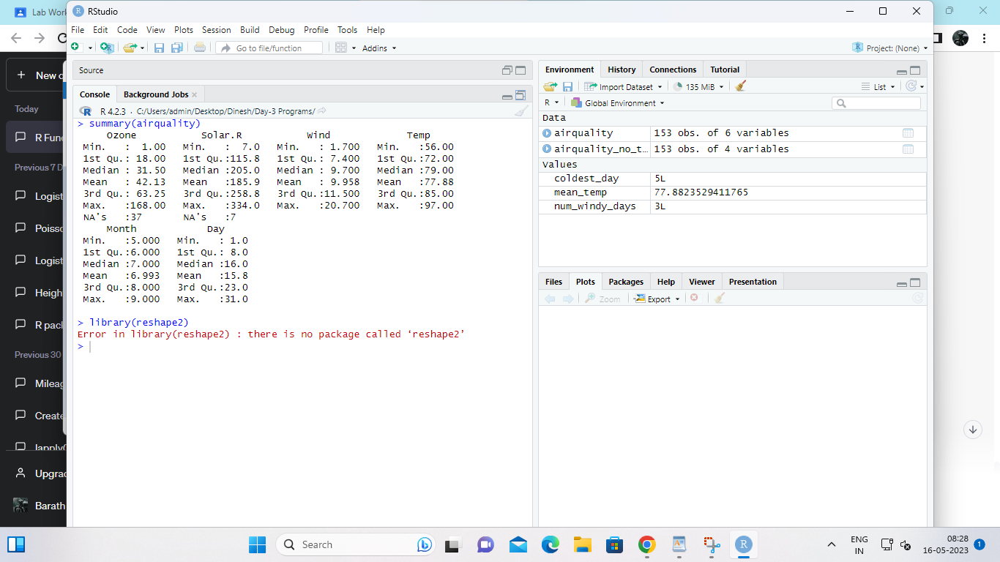 Lab Work
RStudio
File Edit Code View Plots Session Build Debug Profile Tools Help
Go to file/function
Addins
Project: (None)
Source
Console Background Jobs
R 4.2.3 · C:/Users/admin/Desktop/Dinesh/Day-3 Programs/
> summary(airquality)
Ozone Solar.R Wind Temp
Min. : 1.00 Min. : 7.0 Min. : 1.700 Min. :56.00
1st Qu.: 18.00 1st Qu.:115.8 1st Qu.: 7.400 1st Qu.:72.00
Median : 31.50 Median :205.0 Median : 9.700 Median :79.00
Mean : 42.13 Mean :185.9 Mean : 9.958 Mean :77.88
3rd Qu.: 63.25 3rd Qu.:258.8 3rd Qu.:11.500 3rd Qu.:85.00
Max. :168.00 Max. :334.0 Max. :20.700 Max. :97.00
NA's :37 NA's :7
Month Day
Min. :5.000 Min. : 1.0
1st Qu.:6.000 1st Qu.: 8.0
Median :7.000 Median :16.0
Mean :6.993 Mean :15.8
3rd Qu.:8.000 3rd Qu.:23.0
Max. :9.000 Max. :31.0
> library(reshape2)
Error in library(reshape2) : there is no package called ‘reshape2’
>
Environment History Connections Tutorial
Import Dataset 135 MiB List
R Global Environment
Data
airquality 153 obs. of 6 variables
airquality_no_t… 153 obs. of 4 variables
Values
coldest_day 5L
mean_temp 77.8823529411765
num_windy_days 3L
Files Plots Packages Help Viewer Presentation
Zoom Export
New c
Today
R Fun
Previous 7 D
Logist
Poisso
Logist
Heigh
R pac
Previous 30
Mileag
Create
lapply(
Upgra
Barath
Search
ENG
IN
08:28
16-05-2023
1